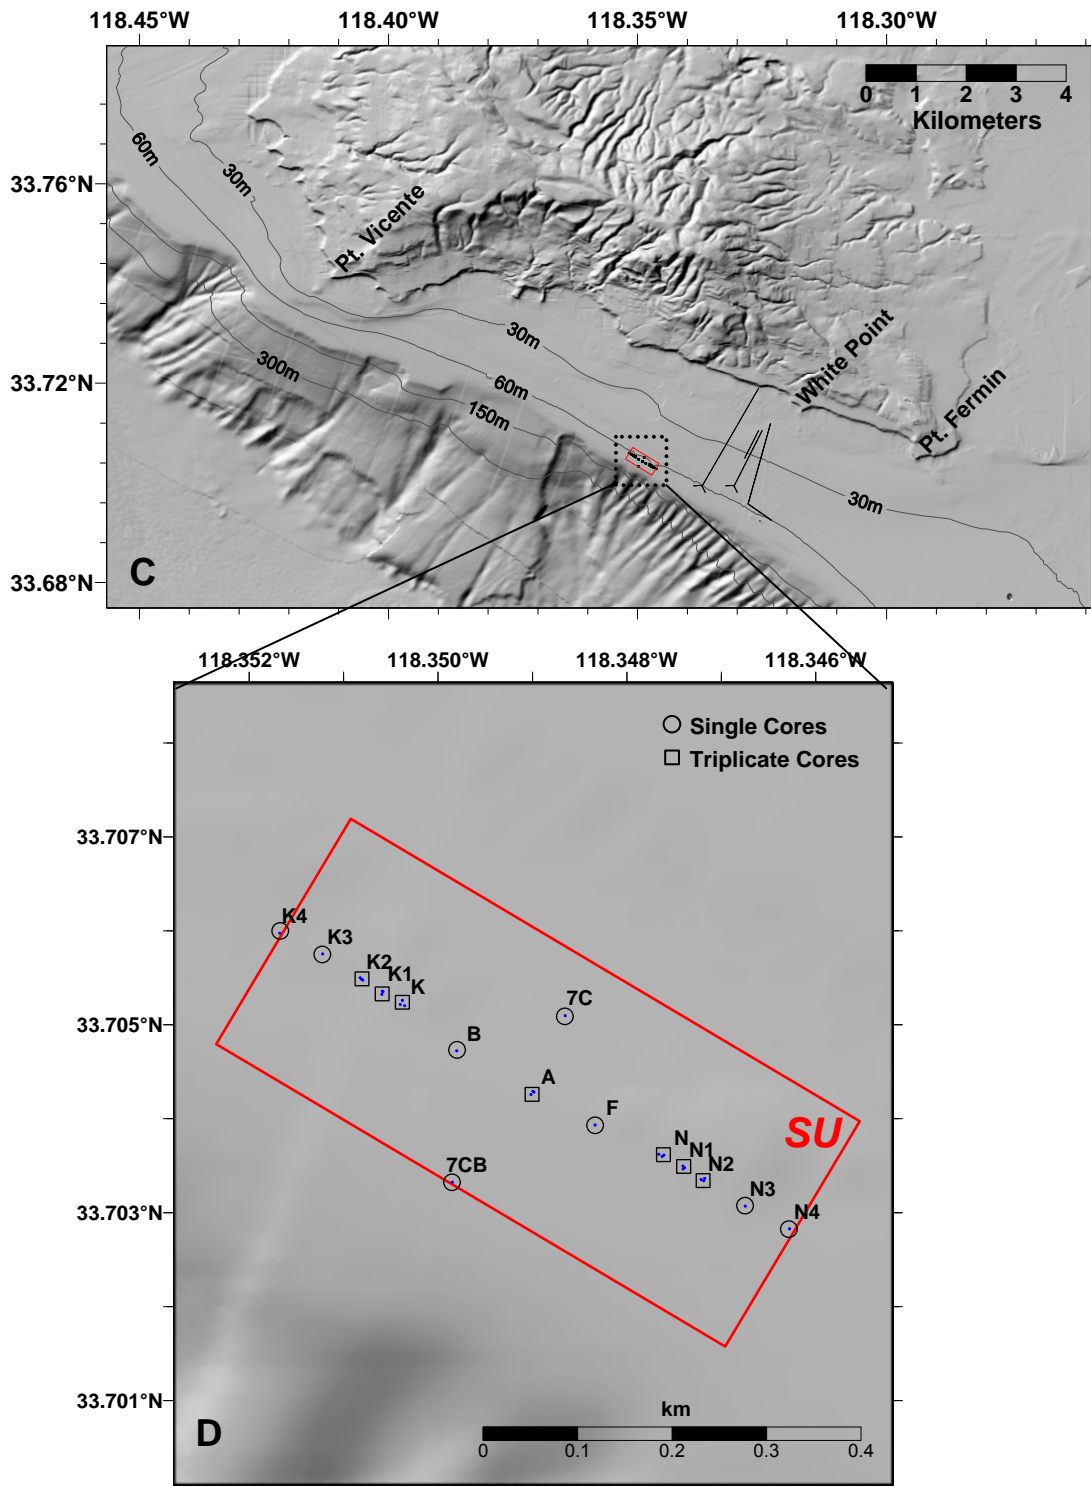 118.45°W 118.40°W 118.35°W 118.30°W
0 1 2 3 4
Kilometers
60m
30m
33.76°N
Pt. Vicente
30m
White Point
300m
60m
33.72°N
150m
Pt. Fermin
30m
C
33.68°N
118.352°W 118.350°W 118.348°W 118.346°W
Single Cores
Triplicate Cores
33.707°N
K4
K3
K2
K1
K
7C
33.705°N
B
A
F
SU
N
N1
7CB
N2
N3
33.703°N
N4
33.701°N
km
D
0 0.1 0.2 0.3 0.4